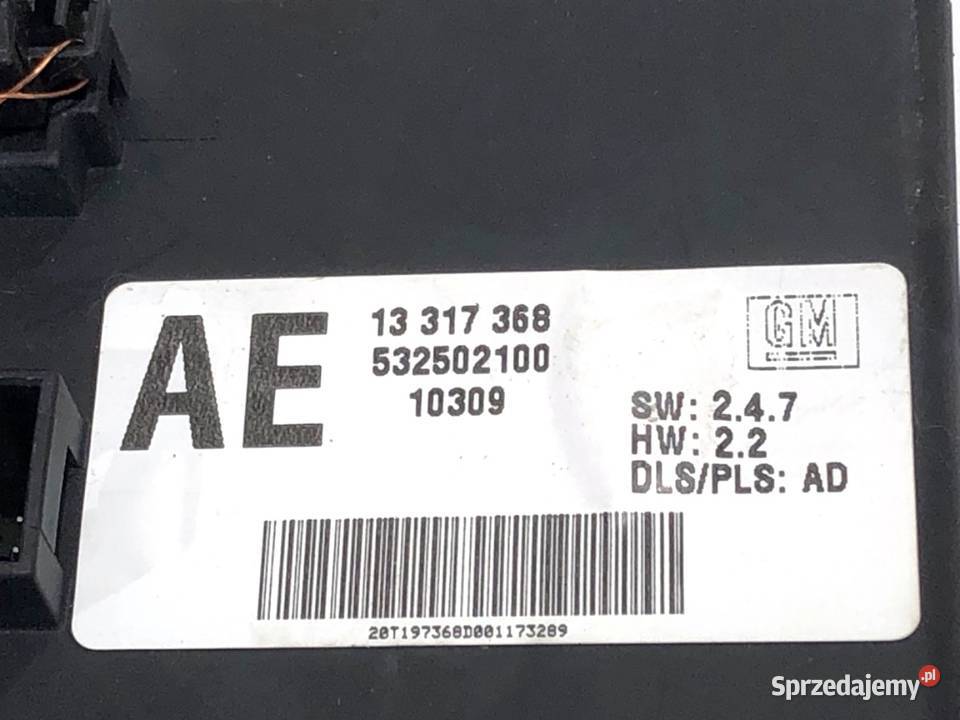 AE
13 317 368
532502100
10309
GM
SW: 2.4.7
HW: 2.2
DLS/PLS: AD
20T197368D001173289
Sprzedajemy.pl